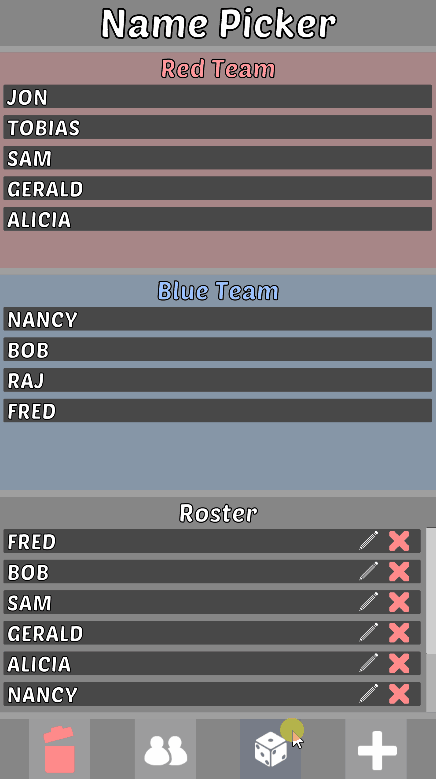 Name Picker
Red Team
JON
TOBIAS
SAM
GERALD
ALICIA
Blue Team
NANCY
BOB
RAJ
FRED
Roster
FRED
BOB
SAM
GERALD
ALICIA
NANCY